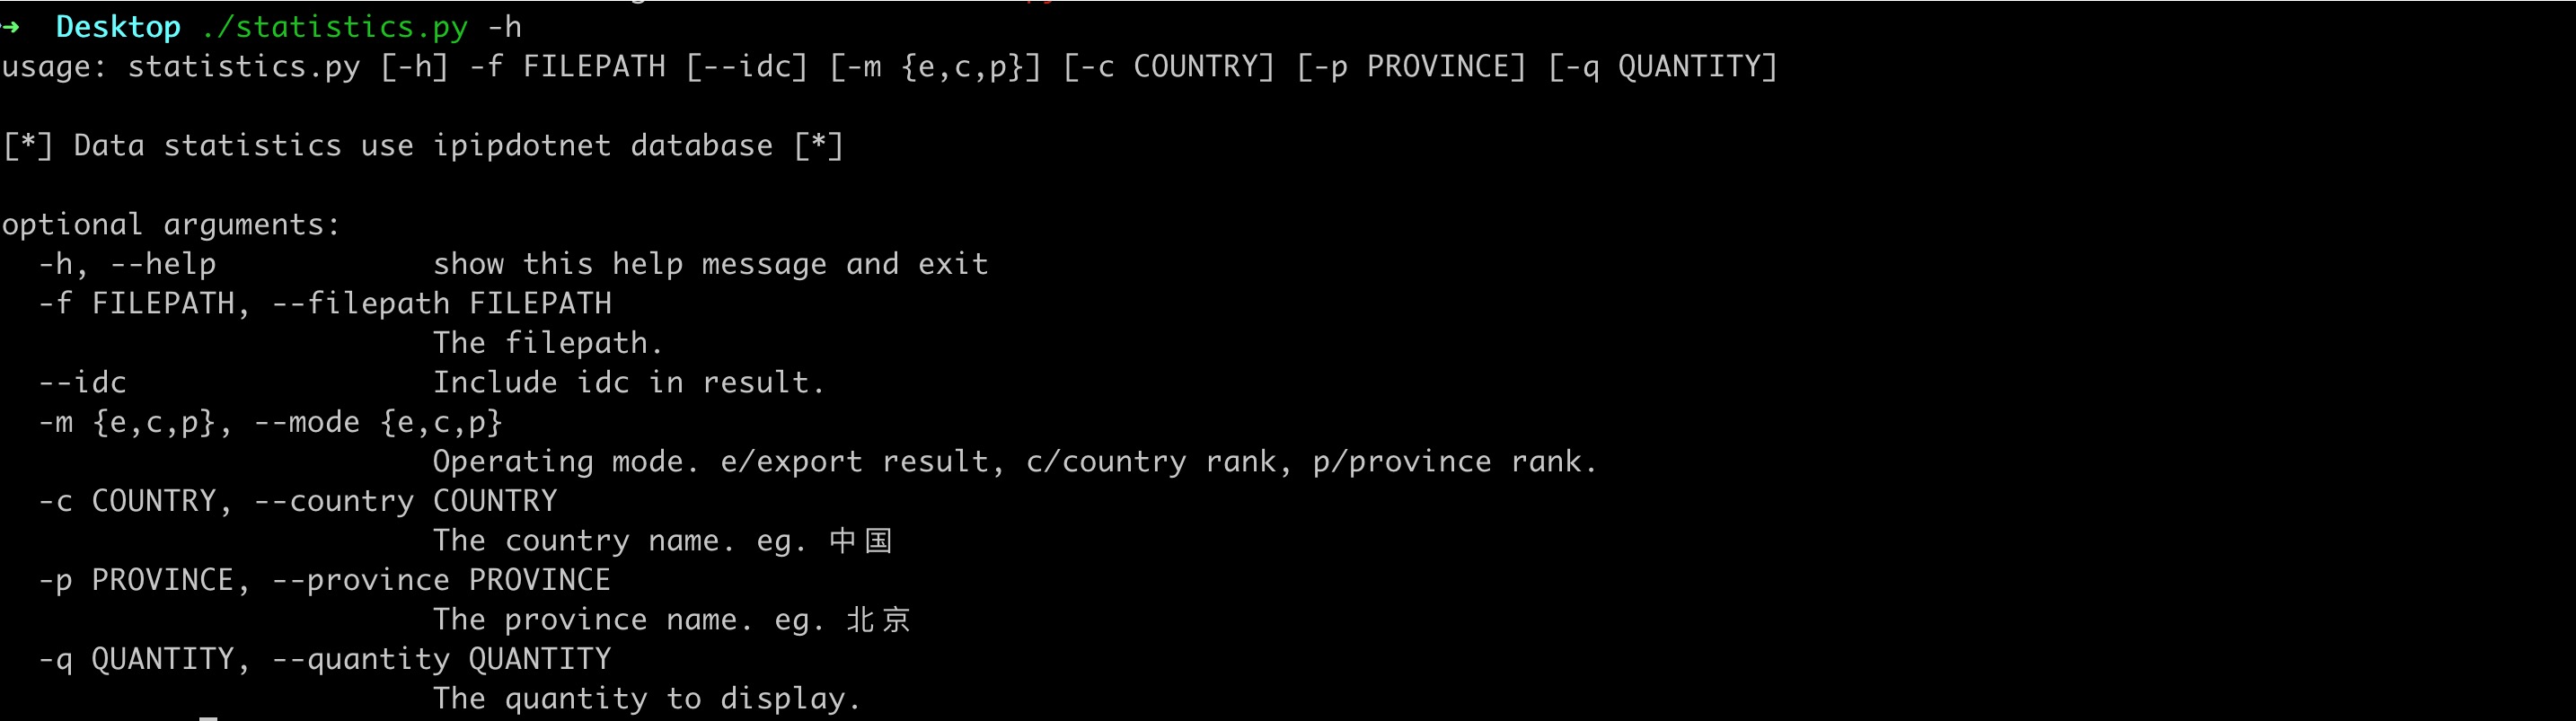 → Desktop ./statistics.py -h
usage: statistics.py [-h] -f FILEPATH [--idc] [-m {e,c,p}] [-c COUNTRY] [-p PROVINCE] [-q QUANTITY]
[*] Data statistics use ipipdotnet database [*]
optional arguments:
-h, --help show this help message and exit
-f FILEPATH, --filepath FILEPATH
The filepath.
--idc Include idc in result.
-m {e,c,p}, --mode {e,c,p}
Operating mode. e/export result, c/country rank, p/province rank.
-c COUNTRY, --country COUNTRY
The country name. eg. 中国
-p PROVINCE, --province PROVINCE
The province name. eg. 北京
-q QUANTITY, --quantity QUANTITY
The quantity to display.